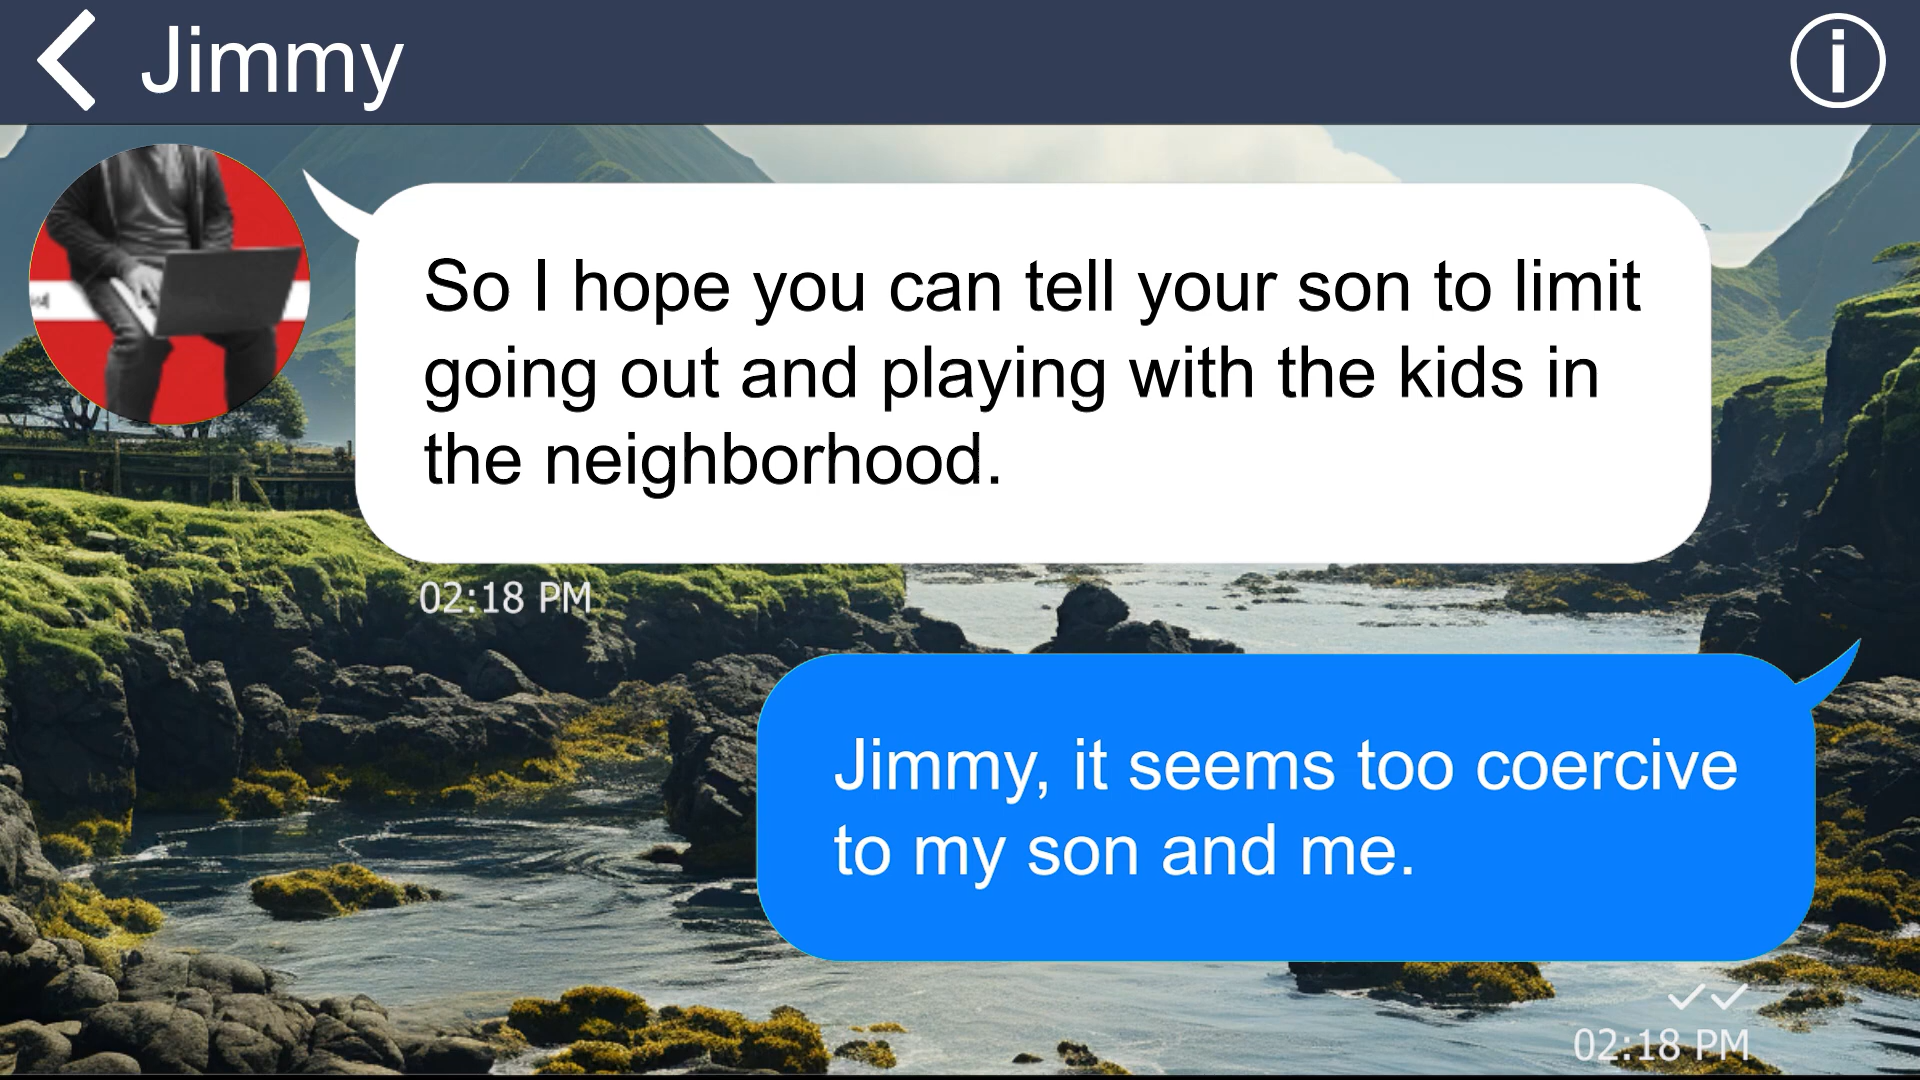 Jimmy
So I hope you can tell your son to limit
going out and playing with the kids in
the neighborhood.
02:18 PM
Jimmy, it seems too coercive
to my son and me.
02:18 PM